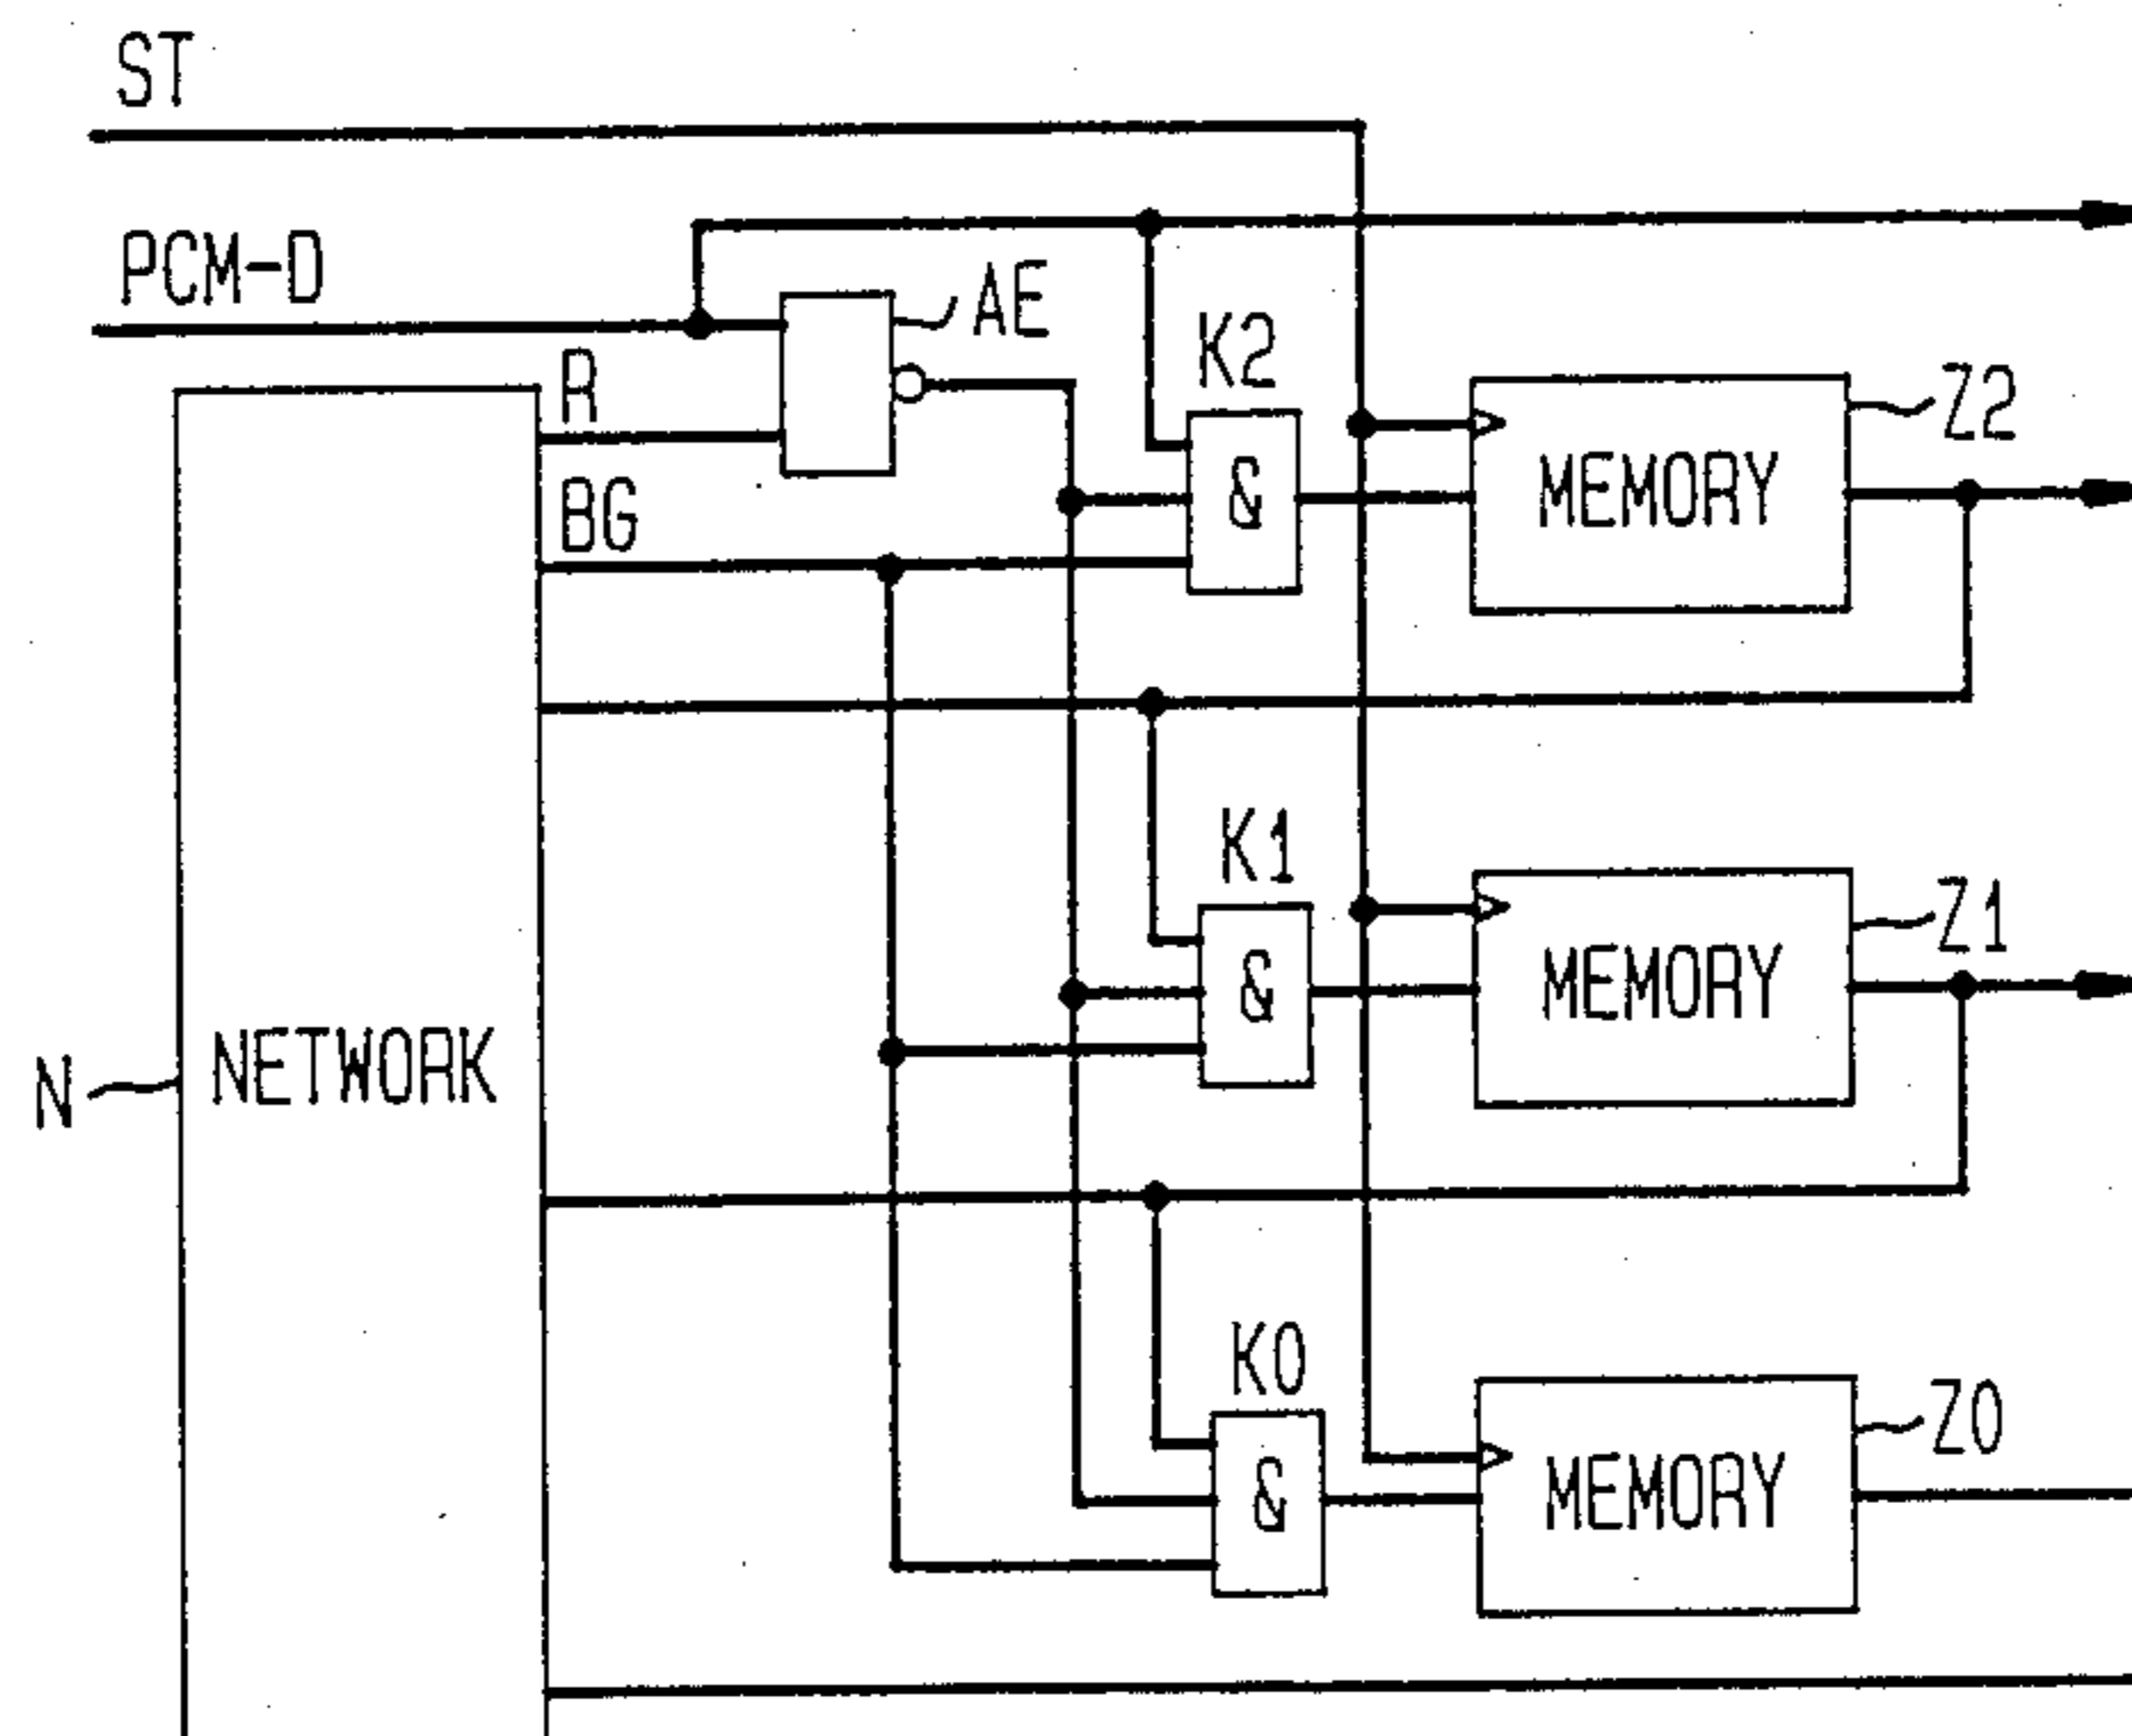 ST
PCM-D
AE
R
K2
Z2
BG
&
MEMORY
K1
Z1
&
MEMORY
N
NETWORK
K0
Z0
&
MEMORY